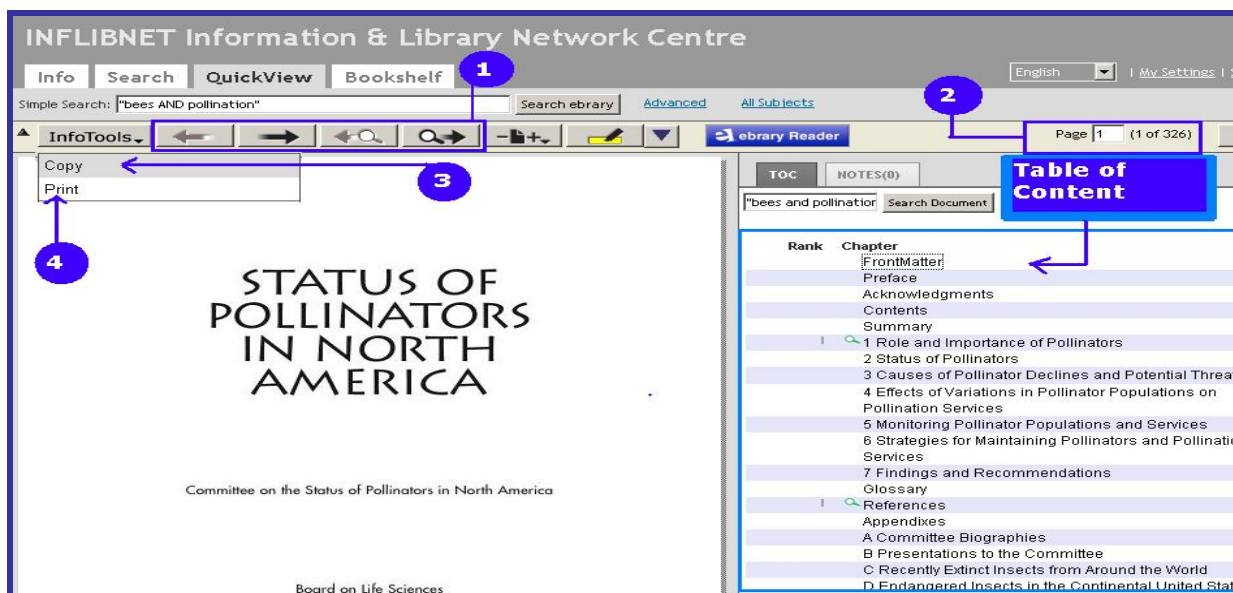 INFLIBNET Information & Library Network Centre
Info Search QuickView Bookshelf
1
English | My Settings |
Simple Search: "bees AND pollination" Search ebrary Advanced All Subjects
2
InfoTools ebrary Reader Page 1 (1 of 326)
Copy
Print
3
4
TOC NOTES(0)
Table of
Content
"bees and pollination Search Document
Rank Chapter
FrontMatter
Preface
Acknowledgments
Contents
Summary
1 Role and Importance of Pollinators
2 Status of Pollinators
3 Causes of Pollinator Declines and Potential Threa
4 Effects of Variations in Pollinator Populations on
Pollination Services
5 Monitoring Pollinator Populations and Services
6 Strategies for Maintaining Pollinators and Pollinati
Services
7 Findings and Recommendations
Glossary
References
Appendixes
A Committee Biographies
B Presentations to the Committee
C Recently Extinct Insects from Around the World
D Endangered Insects in the Continental United Stat
STATUS OF
POLLINATORS
IN NORTH
AMERICA
Committee on the Status of Pollinators in North America
Board on Life Sciences